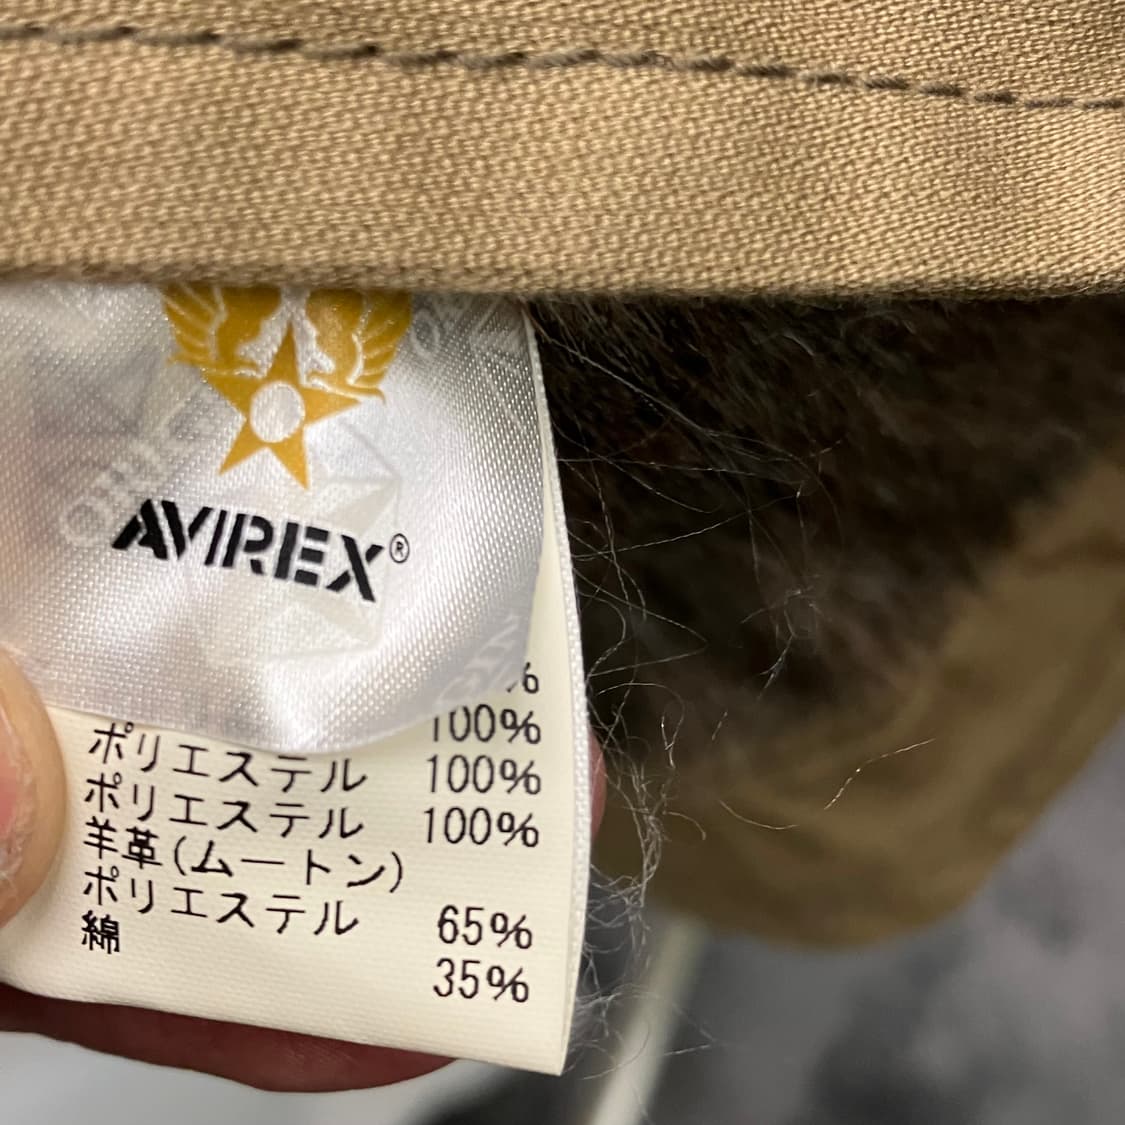 AVIREX®
100%
ポリエステル 100%
ポリエステル 100%
羊革(ムートン)
ポリエステル 65%
綿 35%